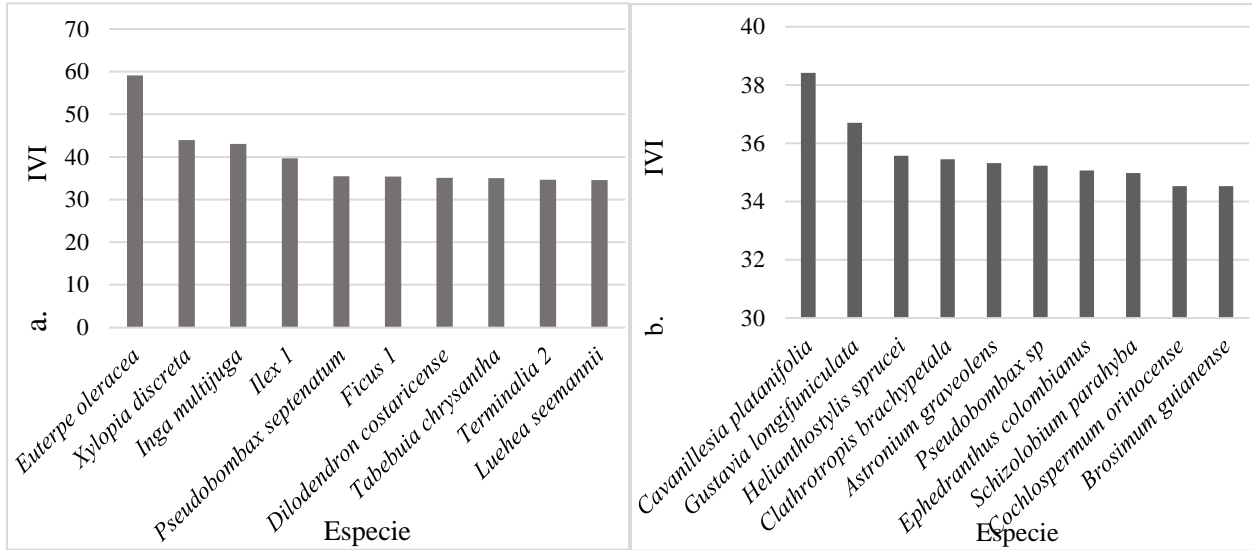 70
60
50
40
30
20
10
0
IVI
a.
Euterpe oleracea
Xylopia discreta
Inga multijuga
Ilex 1
Pseudobombax septenatum
Ficus 1
Dilodendron costaricense
Tabebuia chrysantha
Terminalia 2
Luehea seemannii
Especie
40
38
36
34
32
30
IVI
b.
Cavanillesia platanifolia
Gustavia longifuniculata
Helianthostylis sprucei
Clathrotropis brachypetala
Astronium graveolens
Pseudobombax sp
Ephedranthus colombianus
Schizolobium parahyba
Cochlospermum orinocense
Brosimum guianense
Especie